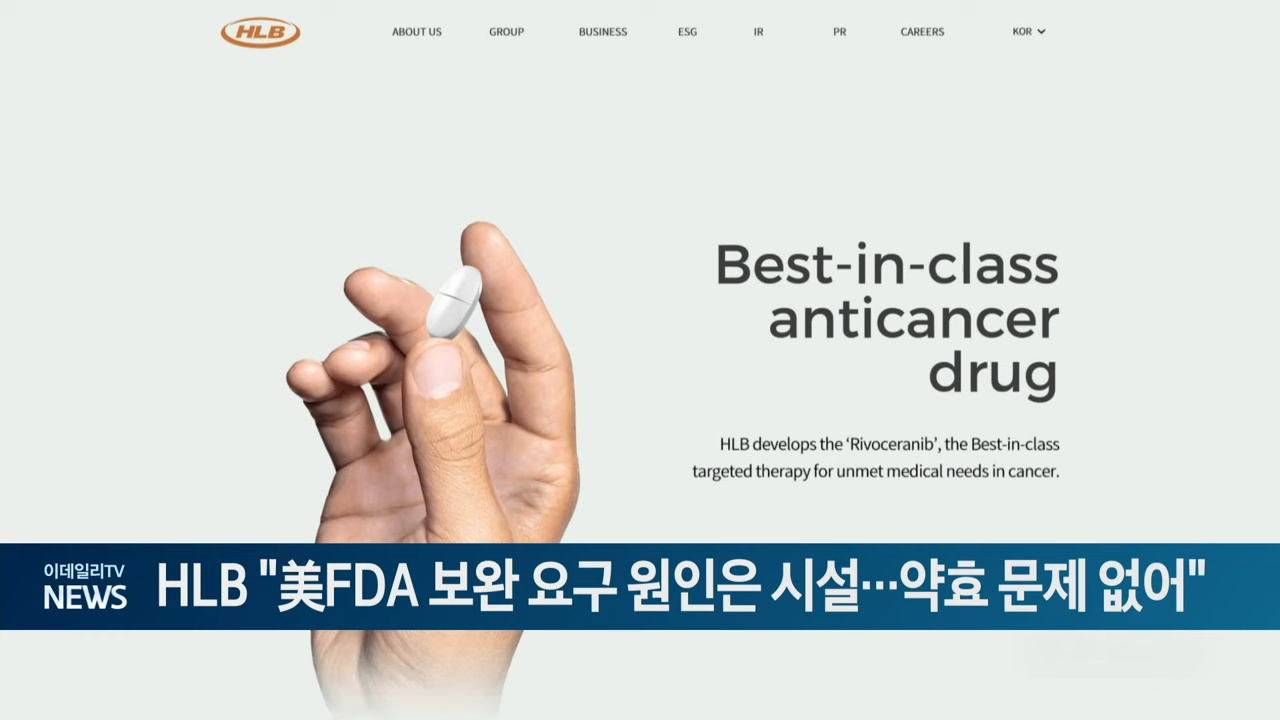 HLB
ABOUT US GROUP BUSINESS ESG IR PR CAREERS KOR
Best-in-class
anticancer
drug
HLB develops the ‘Rivoceranib’, the Best-in-class
targeted therapy for unmet medical needs in cancer.
이데일리TV
NEWS
HLB "美FDA 보완 요구 원인은 시설…약효 문제 없어"